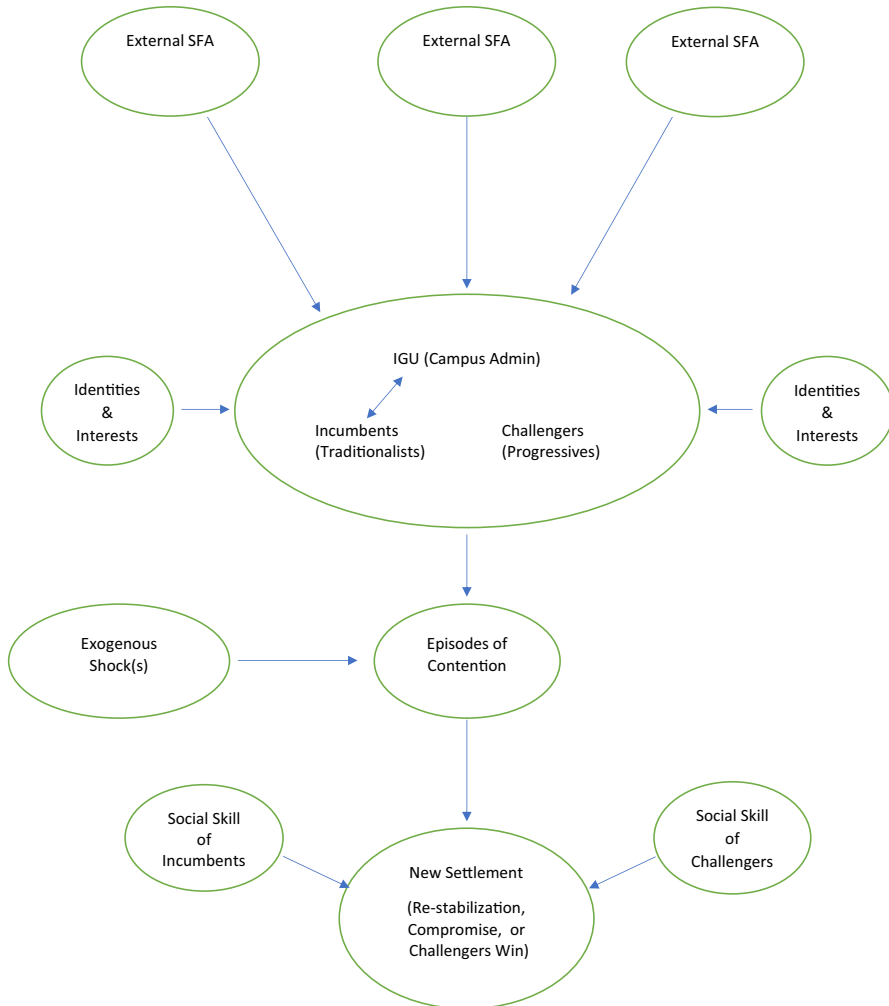 External SFA
External SFA
External SFA
IGU (Campus Admin)
Identities
&
Interests
Incumbents
(Traditionalists)
Challengers
(Progressives)
Identities
&
Interests
Exogenous
Shock(s)
Episodes of
Contention
Social Skill
of
Incumbents
Social Skill
of
Challengers
New Settlement
(Re-stabilization,
Compromise, or
Challengers Win)